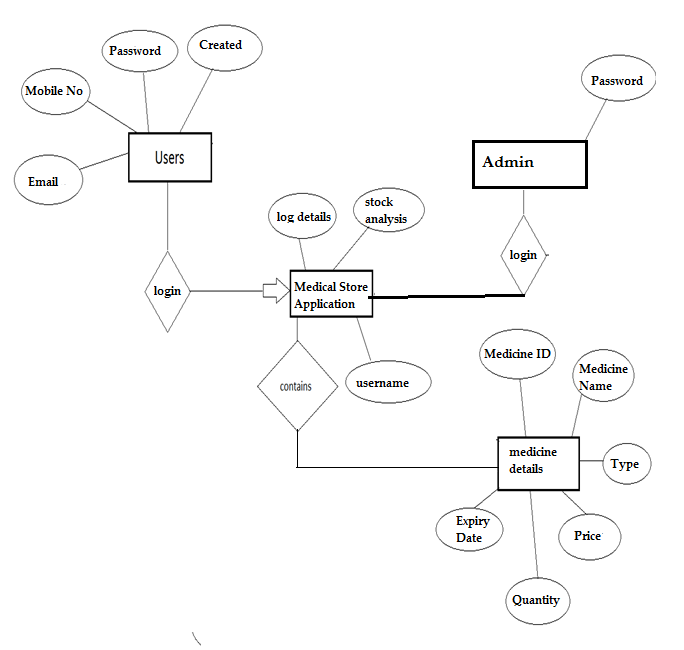 Created
Password
Password
Mobile No
Users
Admin
Email
stock
analysis
log details
login
login
Medical Store
Application
Medicine ID
Medicine
Name
contains
username
medicine
details
Type
Expiry
Date
Price
Quantity